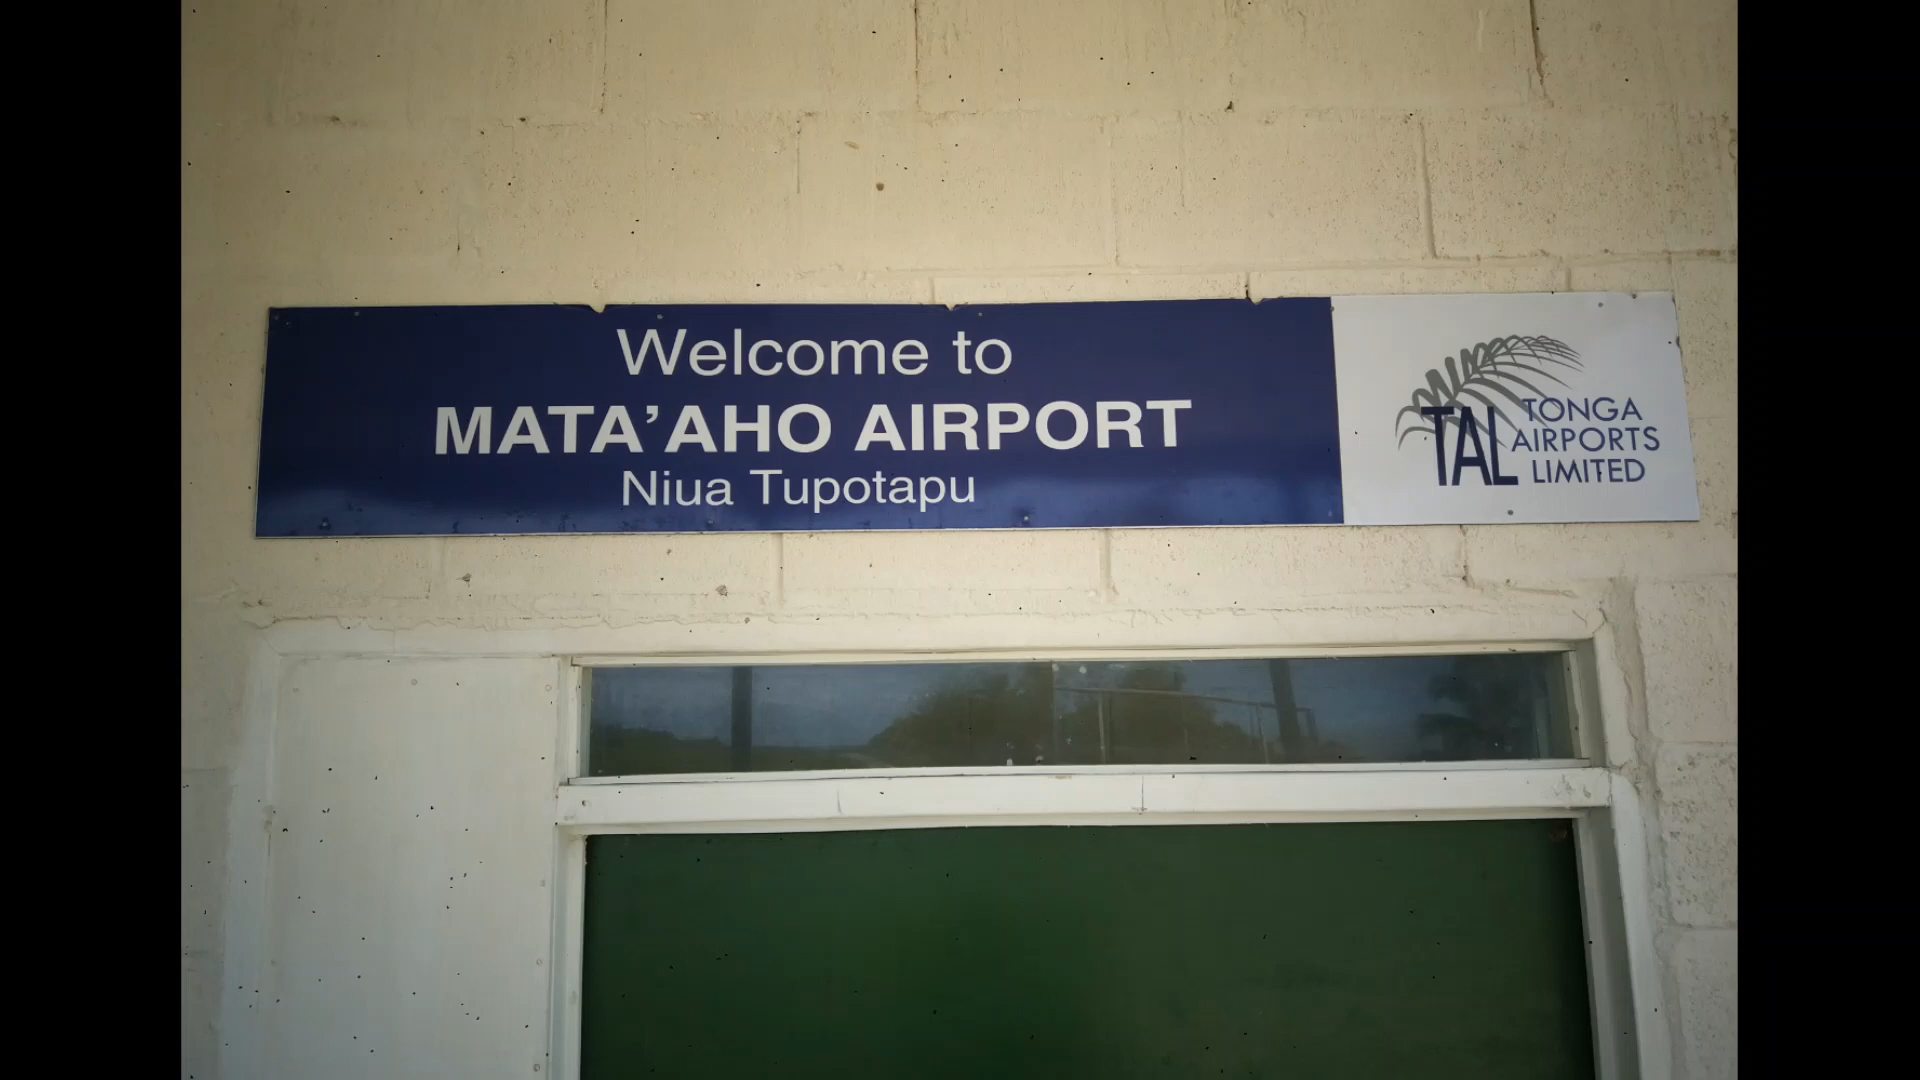 Welcome to
MATA'AHO AIRPORT
Niua Tupotapu
TAL
TONGA
AIRPORTS
LIMITED